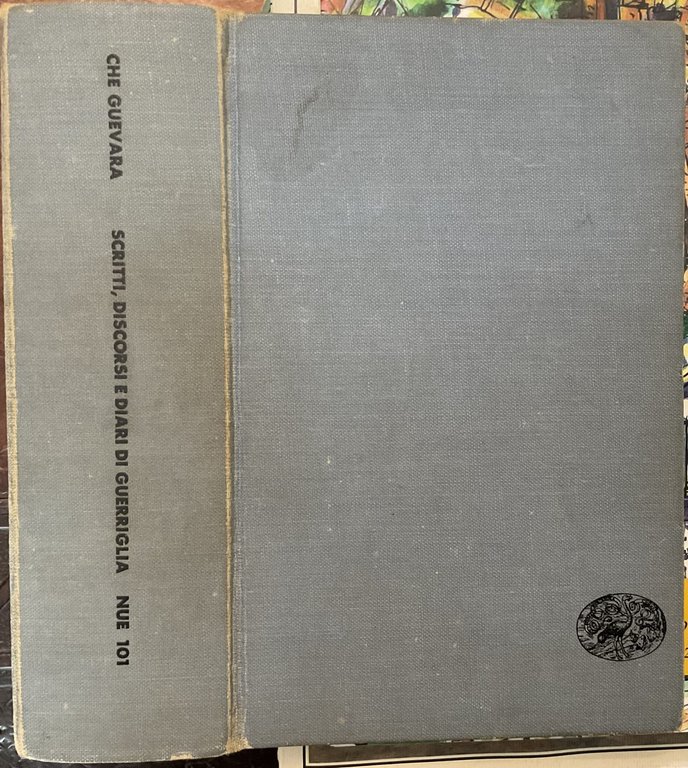 CHE GUEVARA SCRITTI, DISCORSI E DIARI DI GUERRIGLIA NUE 101